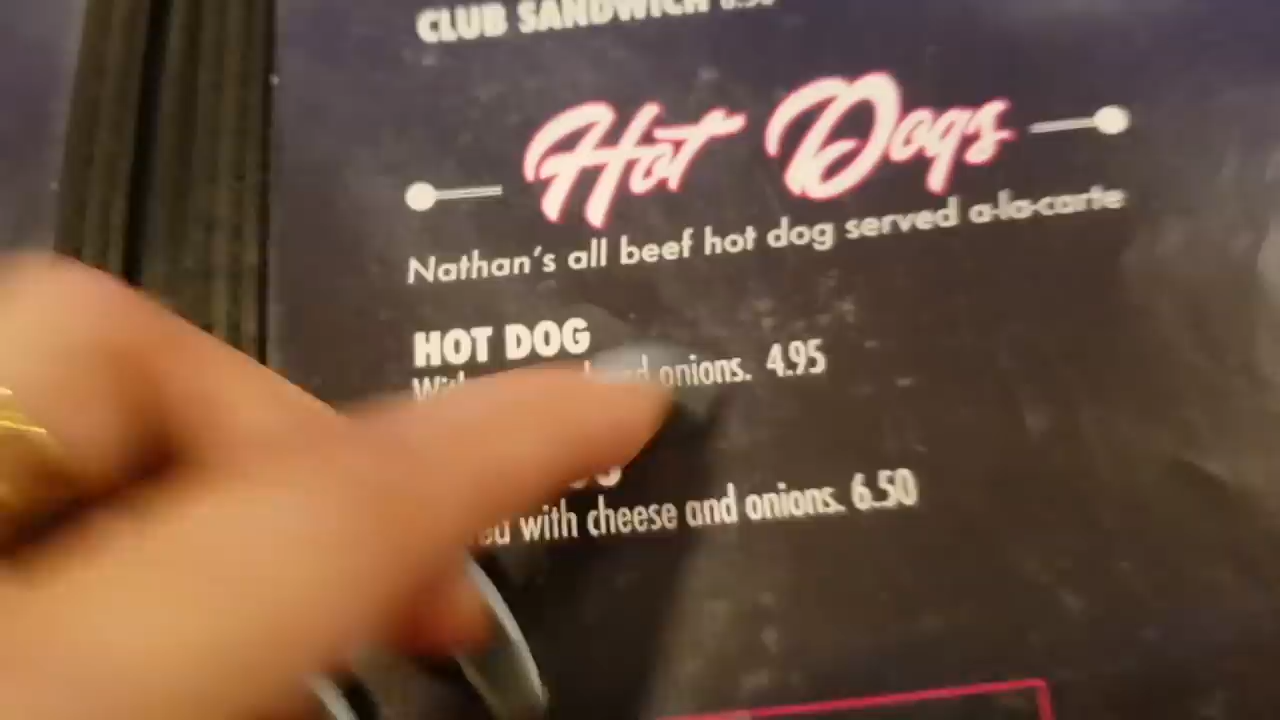 CLUB SANDWICH
Hot Dogs
Nathan's all beef hot dog served a-la-carte
HOT DOG
onions. 4.95
with cheese and onions. 6.50